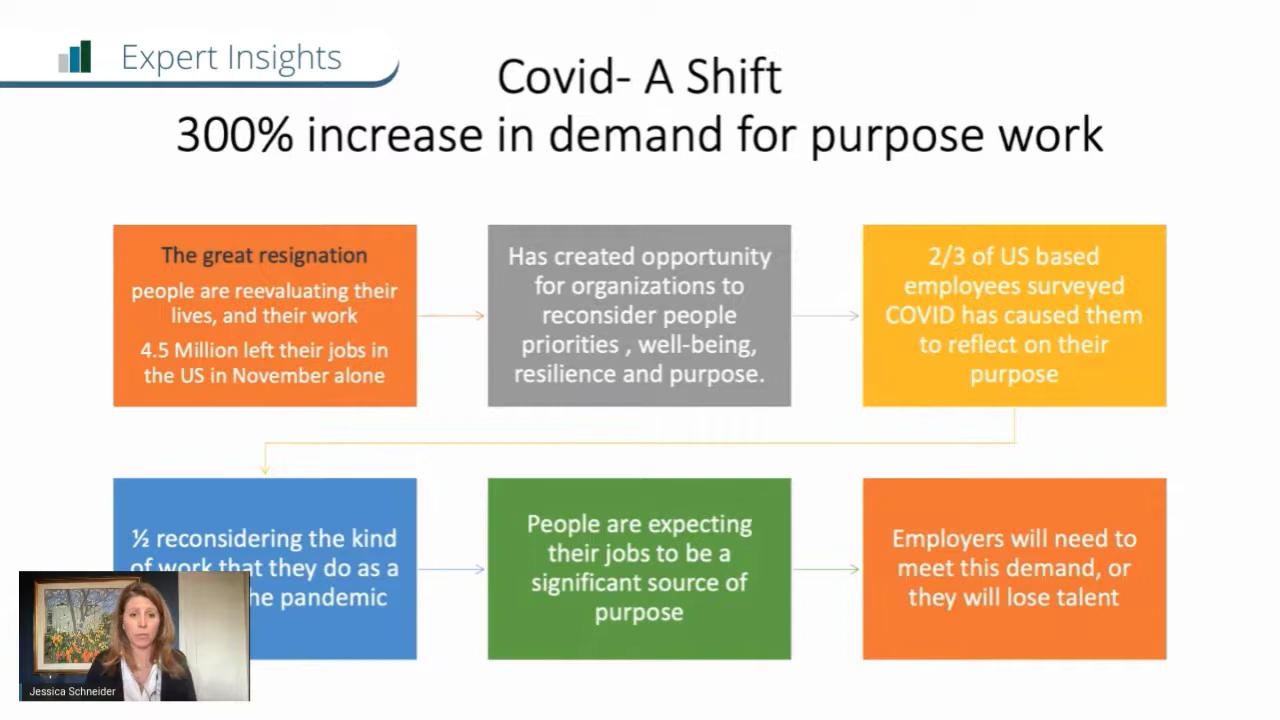 Expert Insights
Covid- A Shift
300% increase in demand for purpose work
The great resignation
people are reevaluating their
lives, and their work
4.5 Million left their jobs in
the US in November alone
Has created opportunity
for organizations to
reconsider people
priorities , well-being,
resilience and purpose.
2/3 of US based
employees surveyed
COVID has caused them
to reflect on their
purpose
½ reconsidering the kind
of work that they do as a
he pandemic
People are expecting
their jobs to be a
significant source of
purpose
Employers will need to
meet this demand, or
they will lose talent
Jessica Schneider